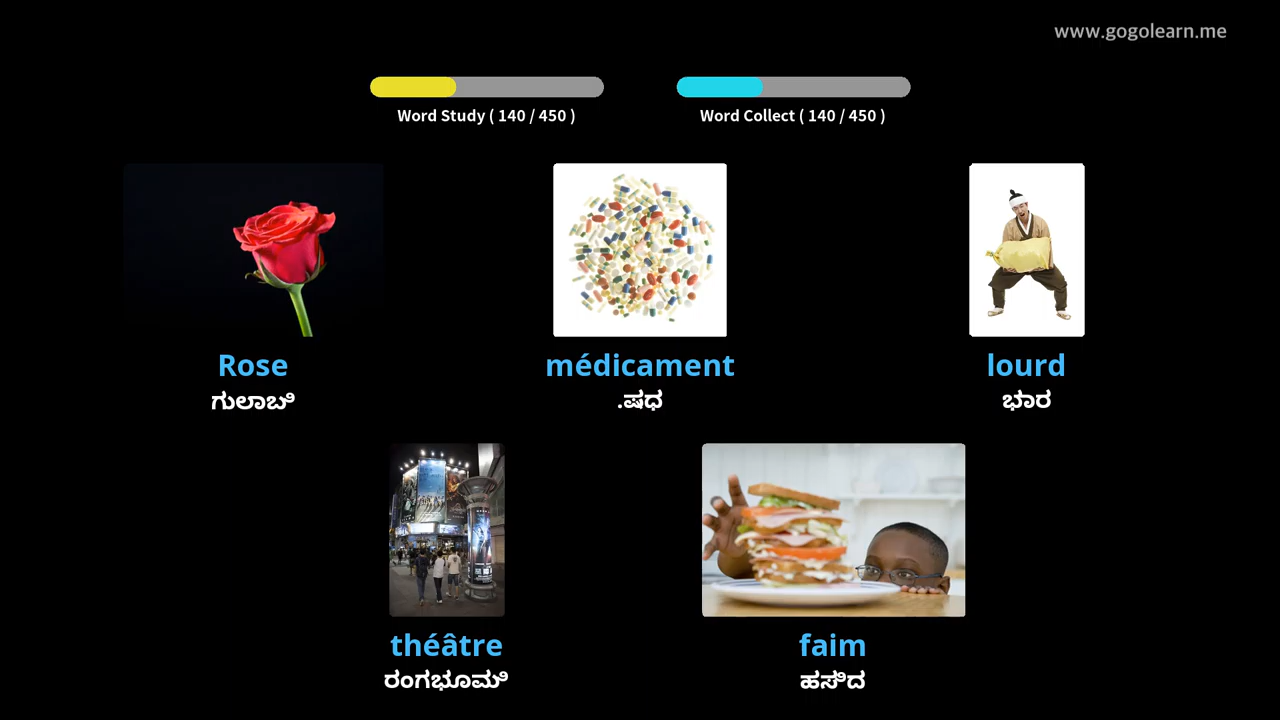 www.gogolearn.me
Word Study ( 140 / 450 )
Word Collect ( 140 / 450 )
Rose
ಗುಲಾಬಿ
médicament
.ಷಧ
lourd
ಭಾರ
théâtre
ರಂಗಭೂಮಿ
faim
ಹಸಿದ